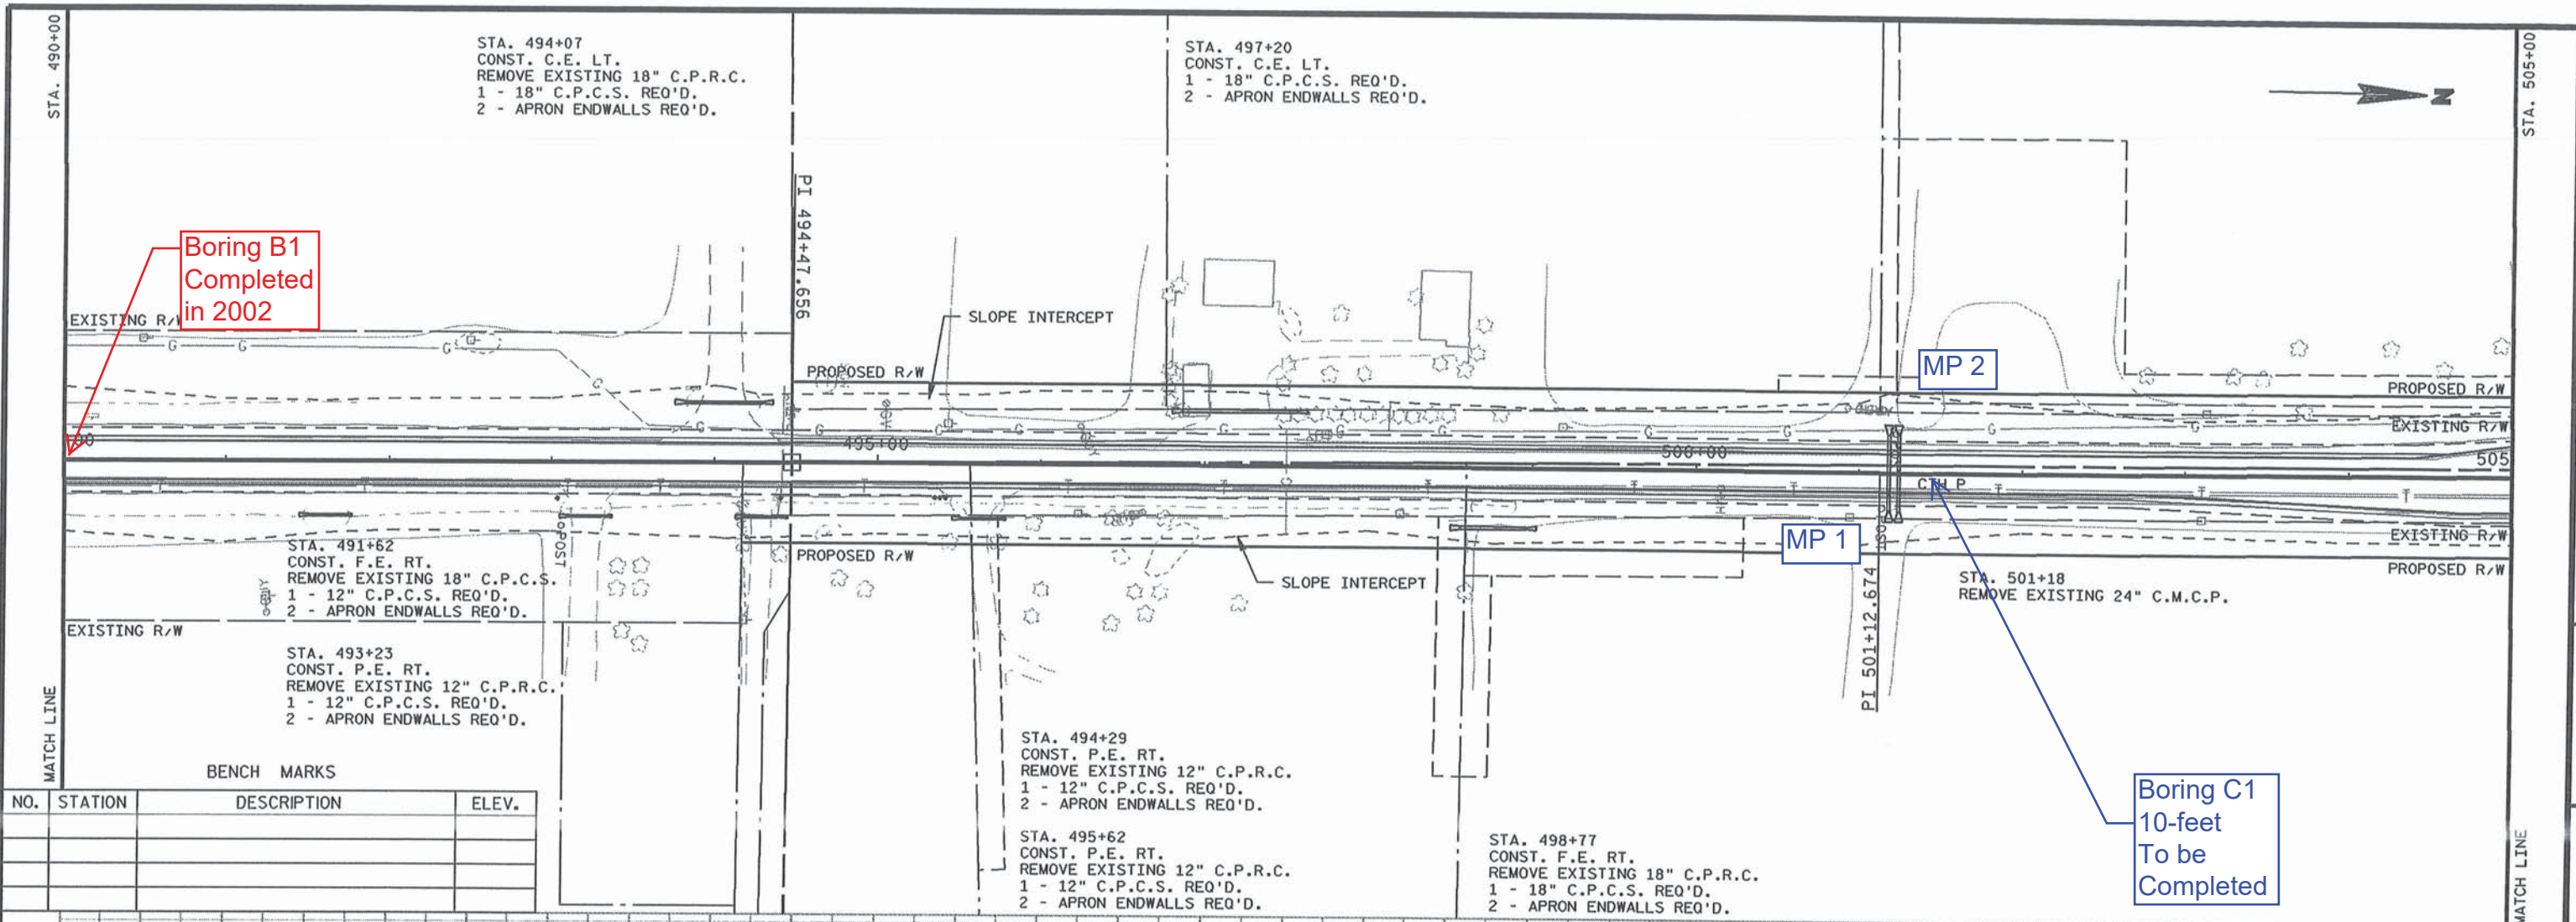 STA. 490+00
STA. 494+07
CONST. C.E. LT.
REMOVE EXISTING 18" C.P.R.C.
1 - 18" C.P.C.S. REQ'D.
2 - APRON ENDWALLS REQ'D.
STA. 497+20
CONST. C.E. LT.
1 - 18" C.P.C.S. REQ'D.
2 - APRON ENDWALLS REQ'D.
N
STA. 505+00
PI 494+47.656
Boring B1
Completed
in 2002
EXISTING R/W
SLOPE INTERCEPT
PROPOSED R/W
MP 2
PROPOSED R/W
EXISTING R/W
00
495+00
500+00
505
CTH P
MP 1
EXISTING R/W
PROPOSED R/W
PROPOSED R/W
SLOPE INTERCEPT
POST
STA. 491+62
CONST. F.E. RT.
REMOVE EXISTING 18" C.P.C.S.
1 - 12" C.P.C.S. REQ'D.
2 - APRON ENDWALLS REQ'D.
EXISTING R/W
STA. 493+23
CONST. P.E. RT.
REMOVE EXISTING 12" C.P.R.C.
1 - 12" C.P.C.S. REQ'D.
2 - APRON ENDWALLS REQ'D.
STA. 501+18
REMOVE EXISTING 24" C.M.C.P.
PI 501+12.674
MATCH LINE
STA. 494+29
CONST. P.E. RT.
REMOVE EXISTING 12" C.P.R.C.
1 - 12" C.P.C.S. REQ'D.
2 - APRON ENDWALLS REQ'D.
STA. 495+62
CONST. P.E. RT.
REMOVE EXISTING 12" C.P.R.C.
1 - 12" C.P.C.S. REQ'D.
2 - APRON ENDWALLS REQ'D.
STA. 498+77
CONST. F.E. RT.
REMOVE EXISTING 18" C.P.R.C.
1 - 18" C.P.C.S. REQ'D.
2 - APRON ENDWALLS REQ'D.
Boring C1
10-feet
To be
Completed
MATCH LINE
BENCH MARKS
NO. STATION DESCRIPTION ELEV.